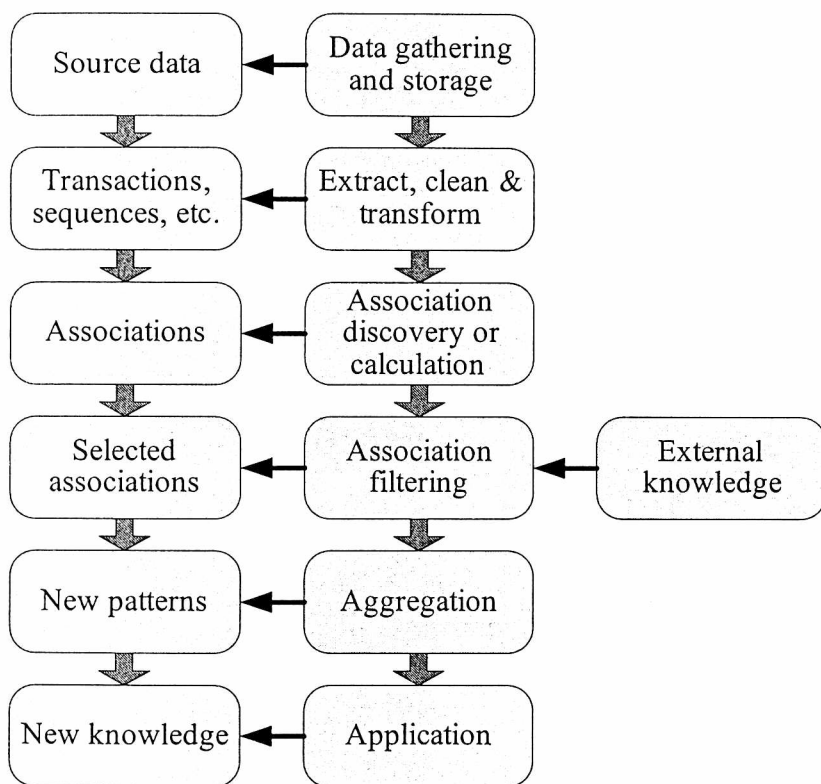 Source data
Data gathering
and storage
Transactions,
sequences, etc.
Extract, clean &
transform
Associations
Association
discovery or
calculation
Selected
associations
Association
filtering
External
knowledge
New patterns
Aggregation
New knowledge
Application